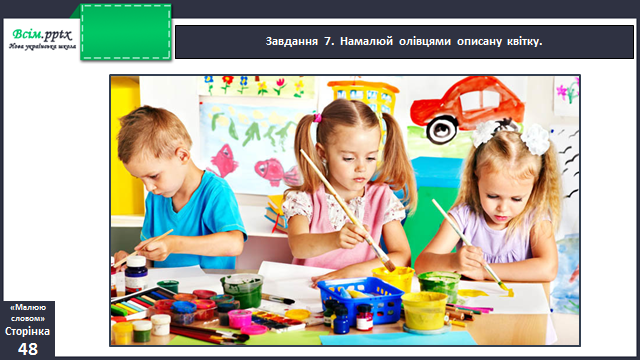 Всім.pptx
Нова українська школа
Завдання 7. Намалюй олівцями описану квітку.
«Малюю
словом»
Сторінка
48